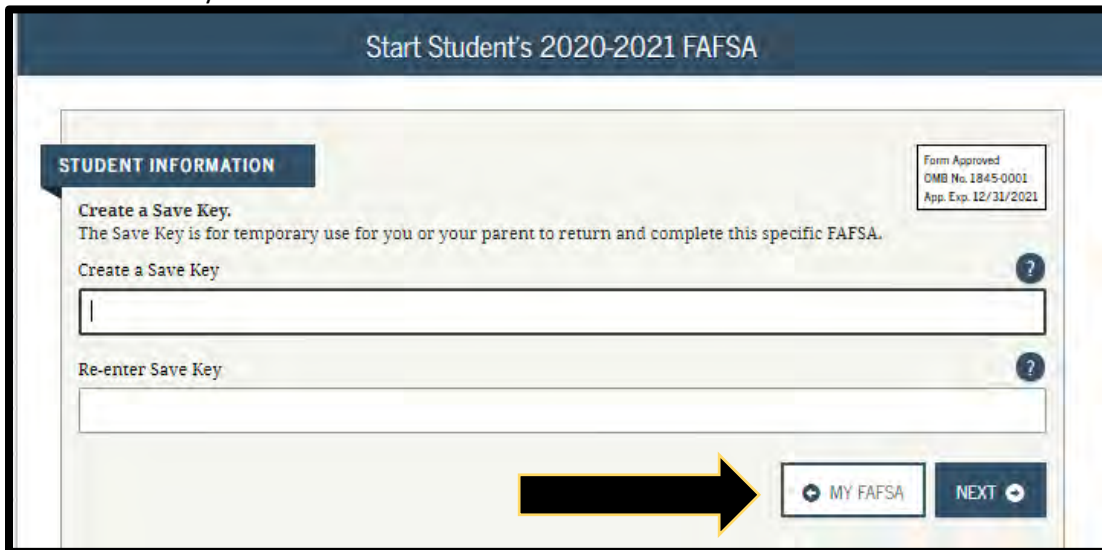 Start Student's 2020-2021 FAFSA
STUDENT INFORMATION
Form Approved
OMB No. 1845-0001
App. Exp. 12/31/2021
Create a Save Key.
The Save Key is for temporary use for you or your parent to return and complete this specific FAFSA.
Create a Save Key
?
Re-enter Save Key
?
MY FAFSA
NEXT